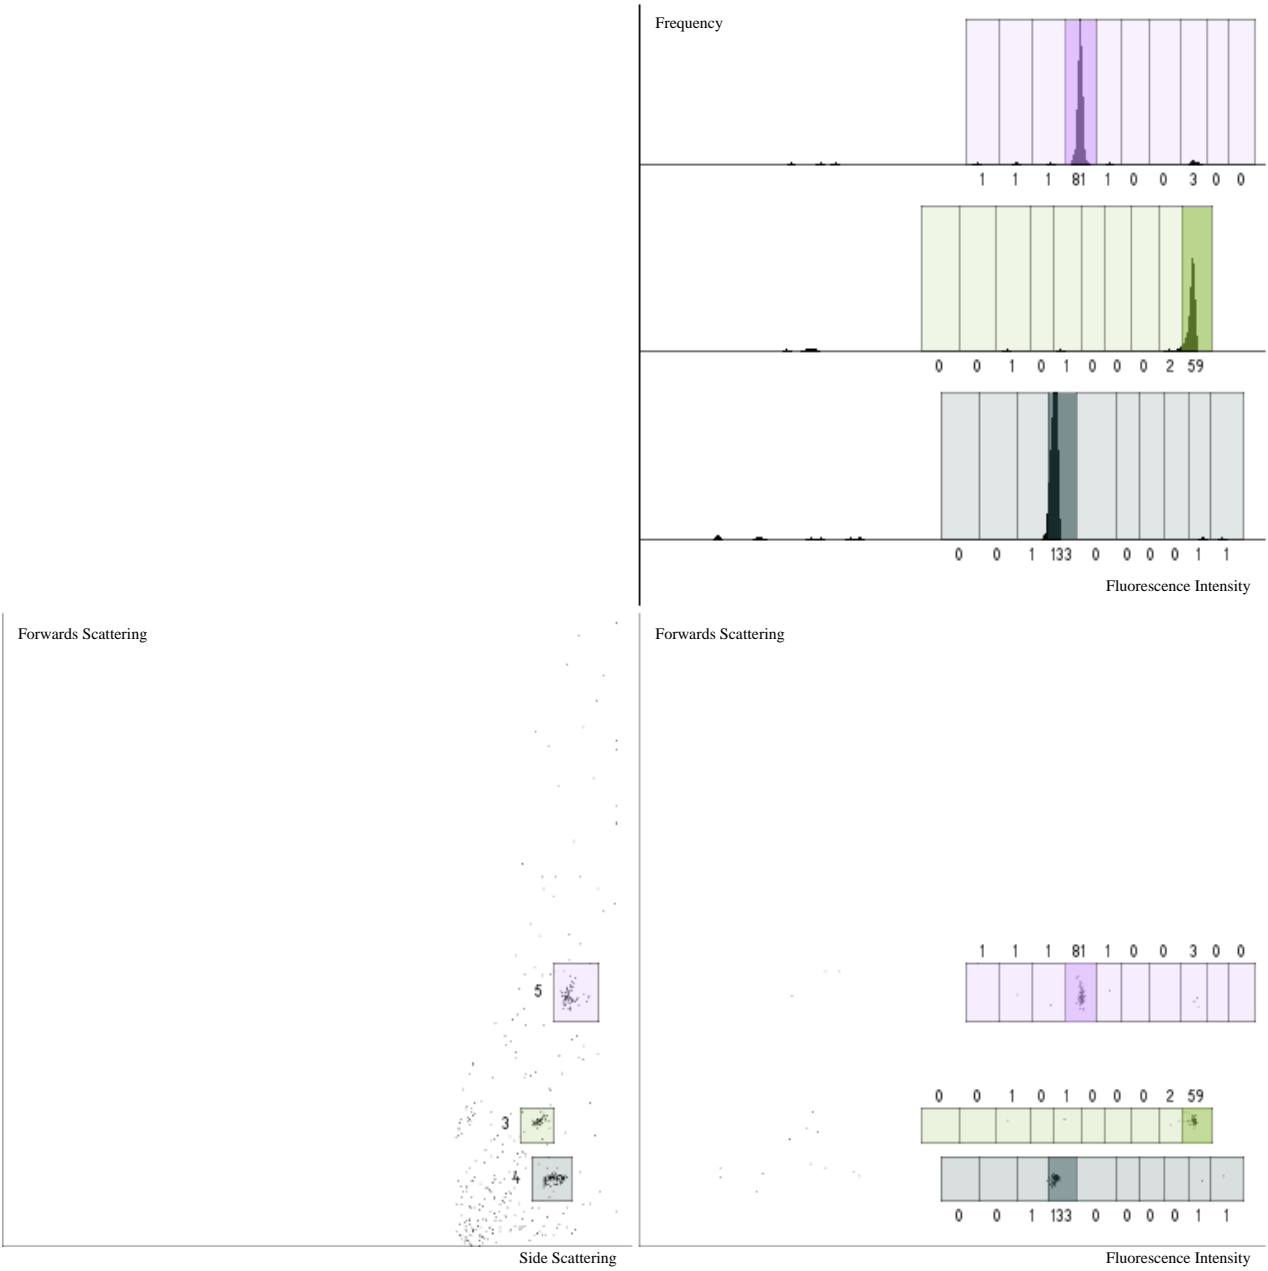 Frequency
1 1 1 81 1 0 0 3 0 0
0 0 1 0 1 0 0 0 2 59
0 0 1 133 0 0 0 0 1 1
Fluorescence Intensity
Forwards Scattering
5
3
4
Side Scattering
Forwards Scattering
1 1 1 81 1 0 0 3 0 0
0 0 1 0 1 0 0 0 2 59
0 0 1 133 0 0 0 0 1 1
Fluorescence Intensity